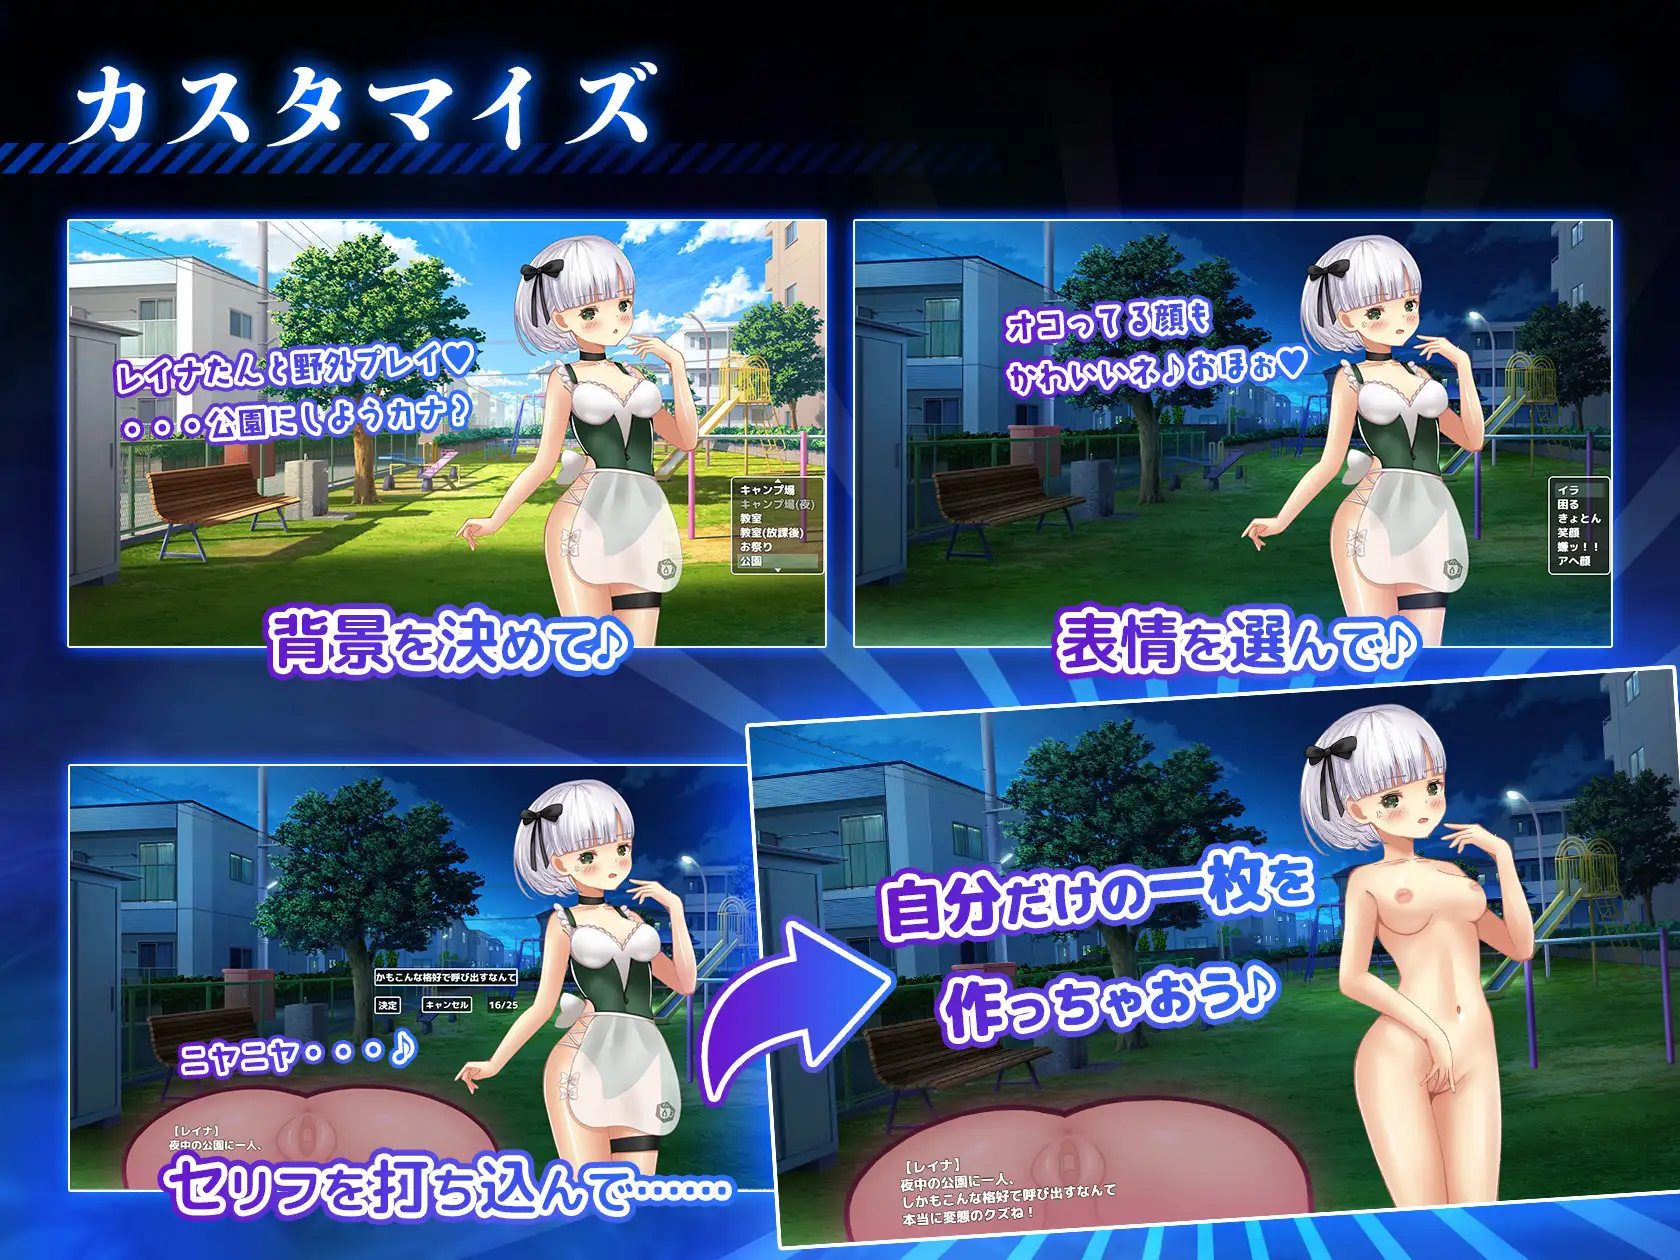 カスタマイズ
レイナたんと野外プレイ♥
・・・公園にしようカナ?
キャンプ場
キャンプ場(夜)
教室
教室(放課後)
お祭り
公園
背景を決めて♪
オコってる顔も
かわいいネ♪おほぉ♥
イラ
困る
きょとん
笑顔
嫌ッ!!
アヘ顔
表情を選んで♪
かもこんな格好で呼び出すなんて
決定
キャンセル
16/25
ニヤニヤ・・・♪
【レイナ】
夜中の公園に一人、
セリフを打ち込んで……
自分だけの一枚を
作っちゃおう♪
【レイナ】
夜中の公園に一人、
しかもこんな格好で呼び出すなんて
本当に変態のクズね!